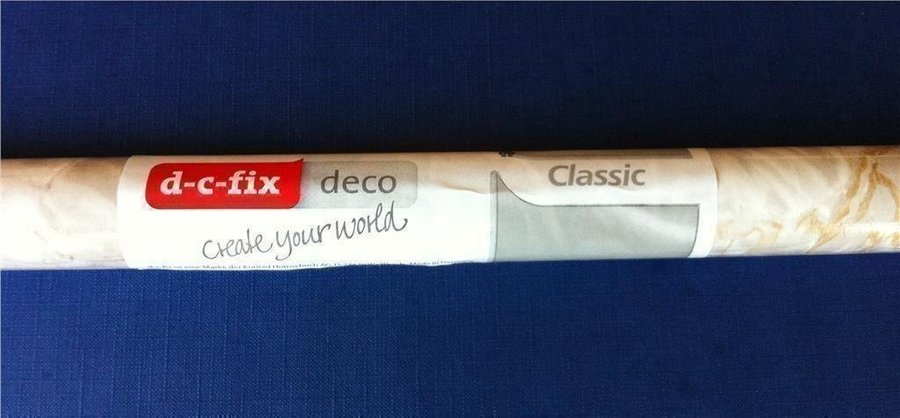 d-c-fix deco
create your world
Classic